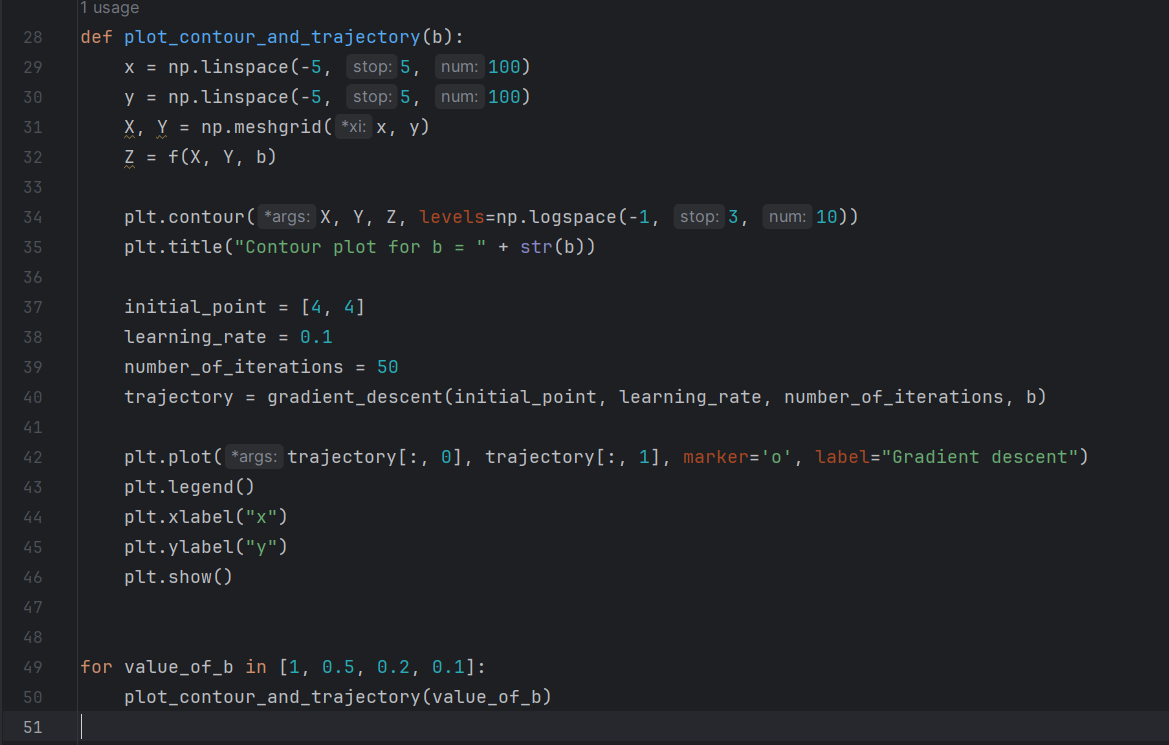 1 usage
28 def plot_contour_and_trajectory(b):
29     x = np.linspace(-5, stop: 5, num: 100)
30     y = np.linspace(-5, stop: 5, num: 100)
31     X, Y = np.meshgrid( *xi: x, y)
32     Z = f(X, Y, b)
33
34     plt.contour( *args: X, Y, Z, levels=np.logspace(-1, stop: 3, num: 10))
35     plt.title("Contour plot for b = " + str(b))
36
37     initial_point = [4, 4]
38     learning_rate = 0.1
39     number_of_iterations = 50
40     trajectory = gradient_descent(initial_point, learning_rate, number_of_iterations, b)
41
42     plt.plot( *args: trajectory[:, 0], trajectory[:, 1], marker='o', label="Gradient descent")
43     plt.legend()
44     plt.xlabel("x")
45     plt.ylabel("y")
46     plt.show()
47
48
49 for value_of_b in [1, 0.5, 0.2, 0.1]:
50     plot_contour_and_trajectory(value_of_b)
51